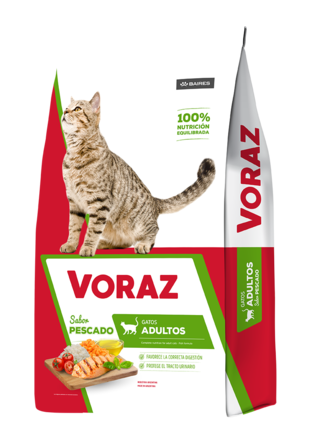 BAIRES
100%
NUTRICIÓN
EQUILIBRADA
VORAZ
Sabor
PESCADO
GATOS
ADULTOS
FAVORECE LA CORRECTA DIGESTIÓN
PROTEGE EL TRACTO URINARIO
VORAZ
GATOS
ADULTOS
Sabor PESCADO